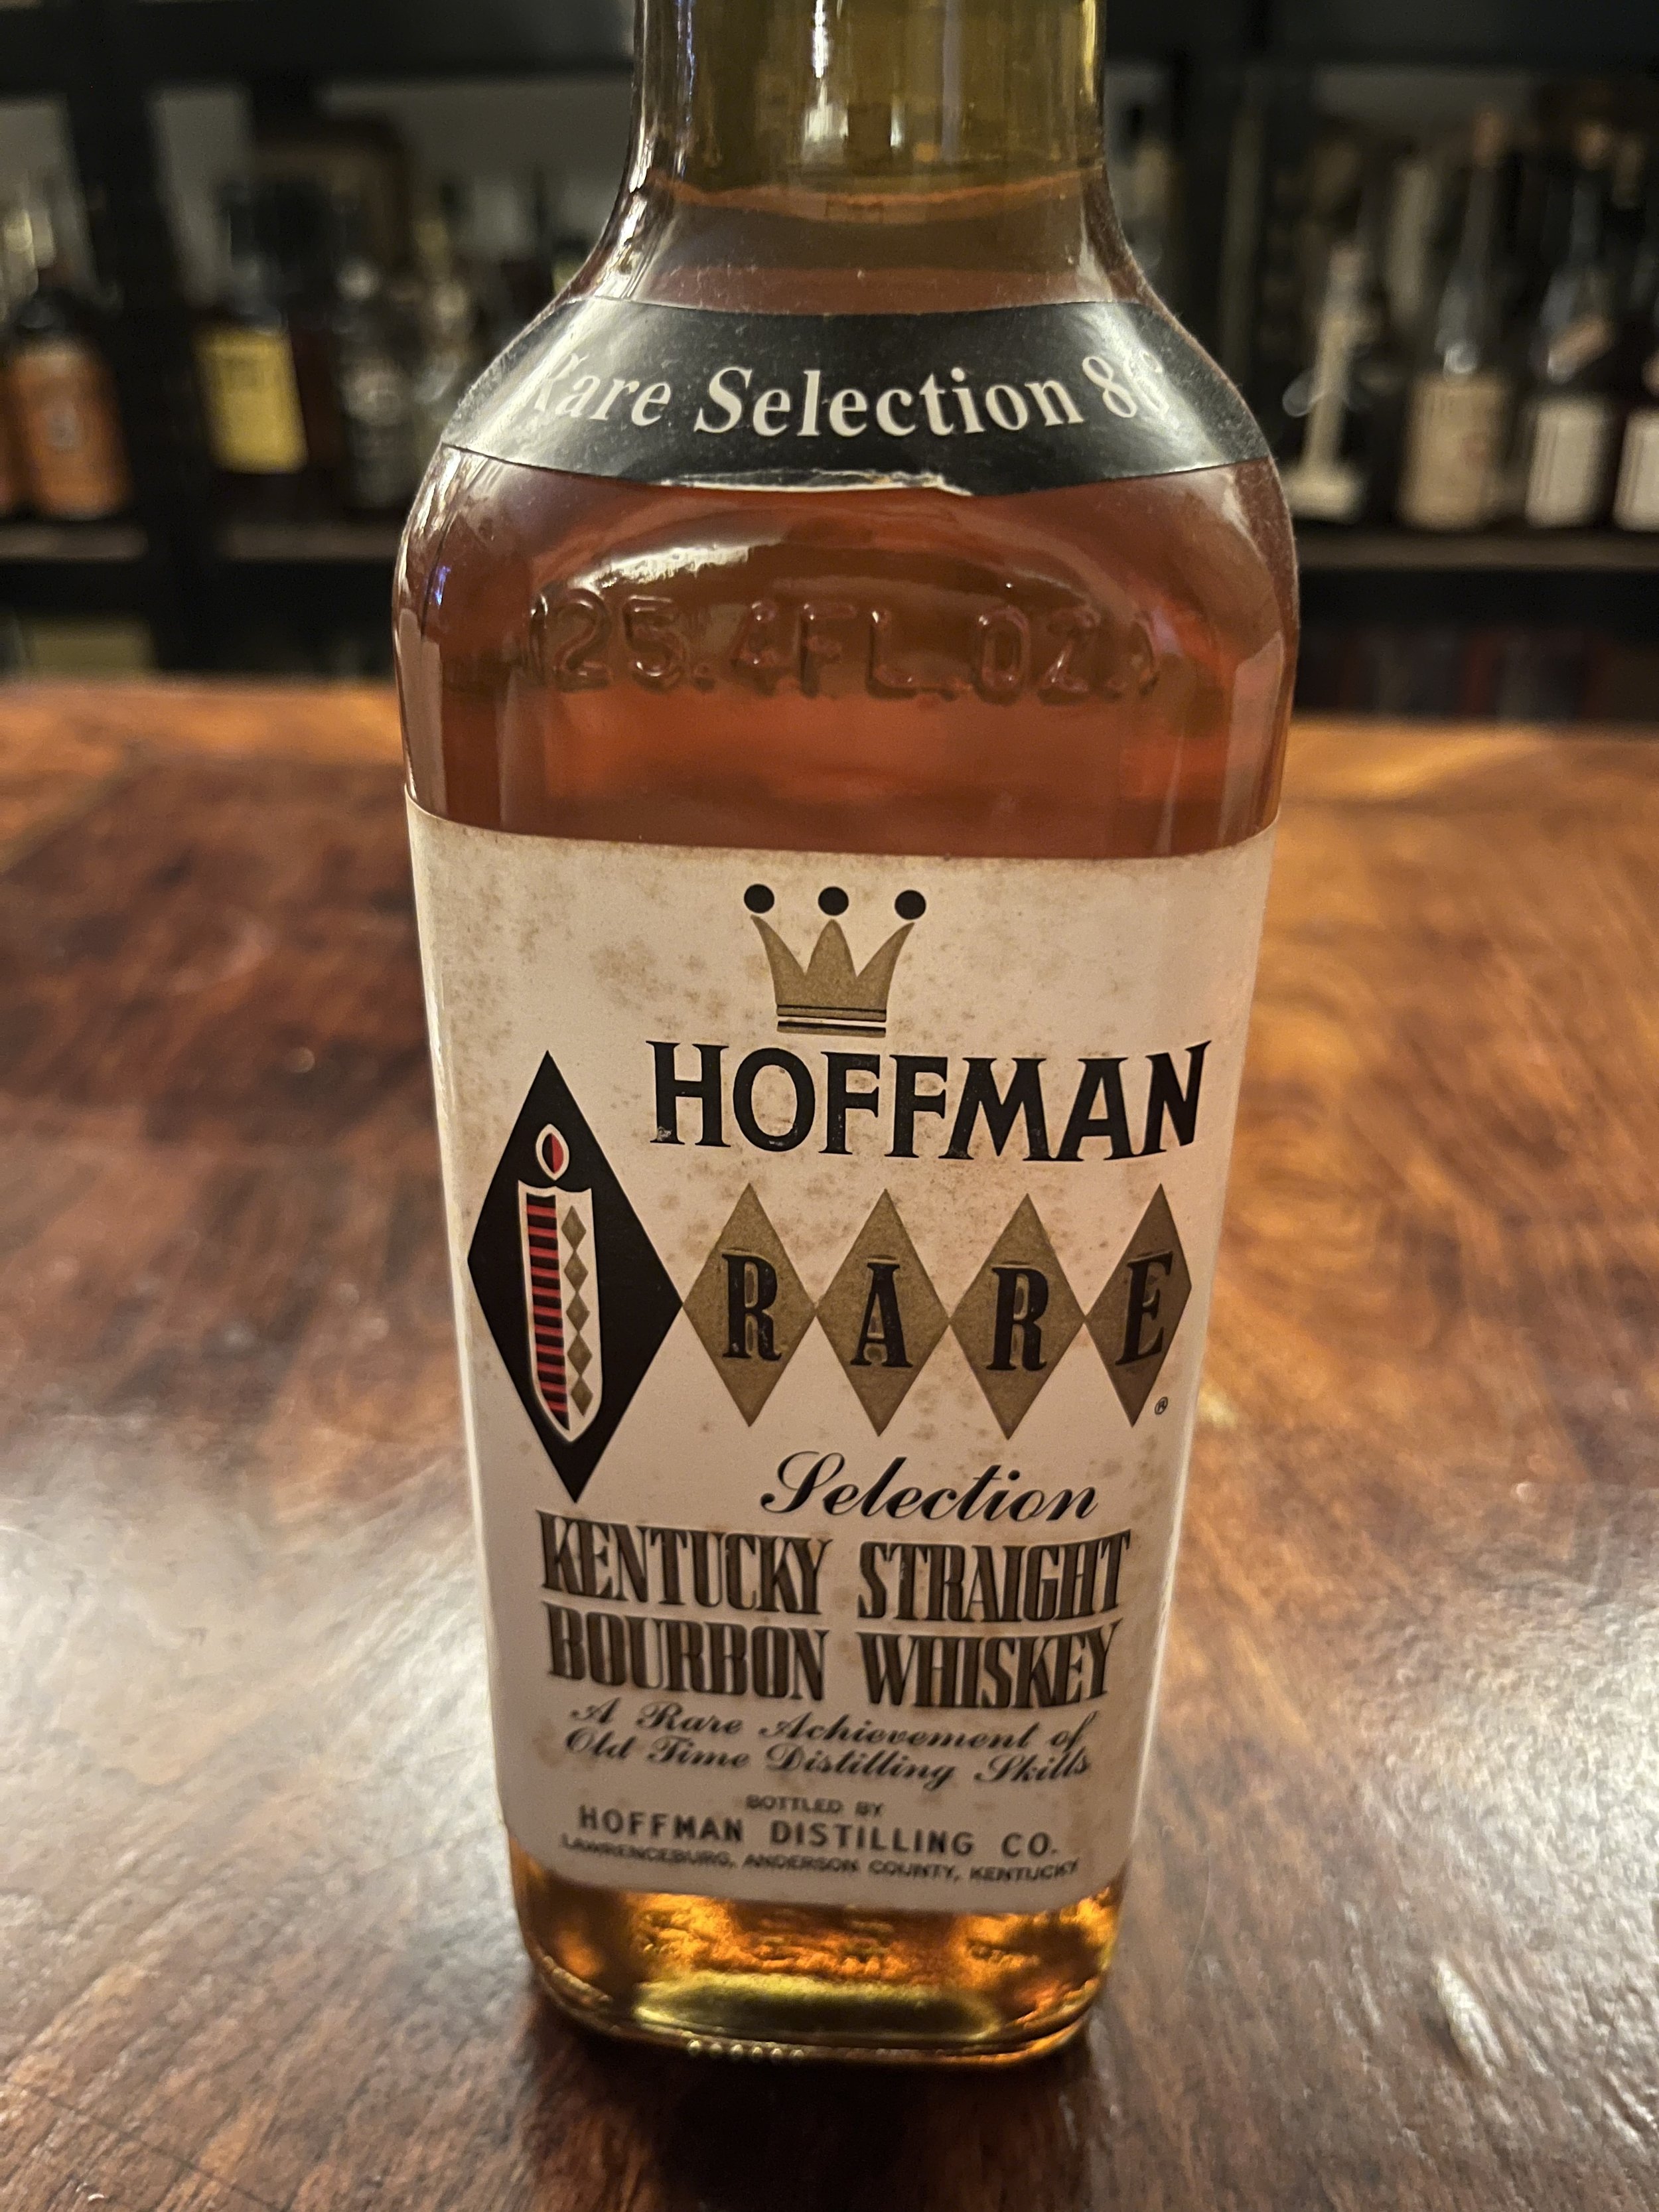 Rare Selection 86
25.4 FL. OZ.
HOFFMAN
RARE
®
Selection
KENTUCKY STRAIGHT
BOURBON WHISKEY
A Rare Achievement of
Old Time Distilling Skills
BOTTLED BY
HOFFMAN DISTILLING CO.
LAWRENCEBURG, ANDERSON COUNTY, KENTUCKY